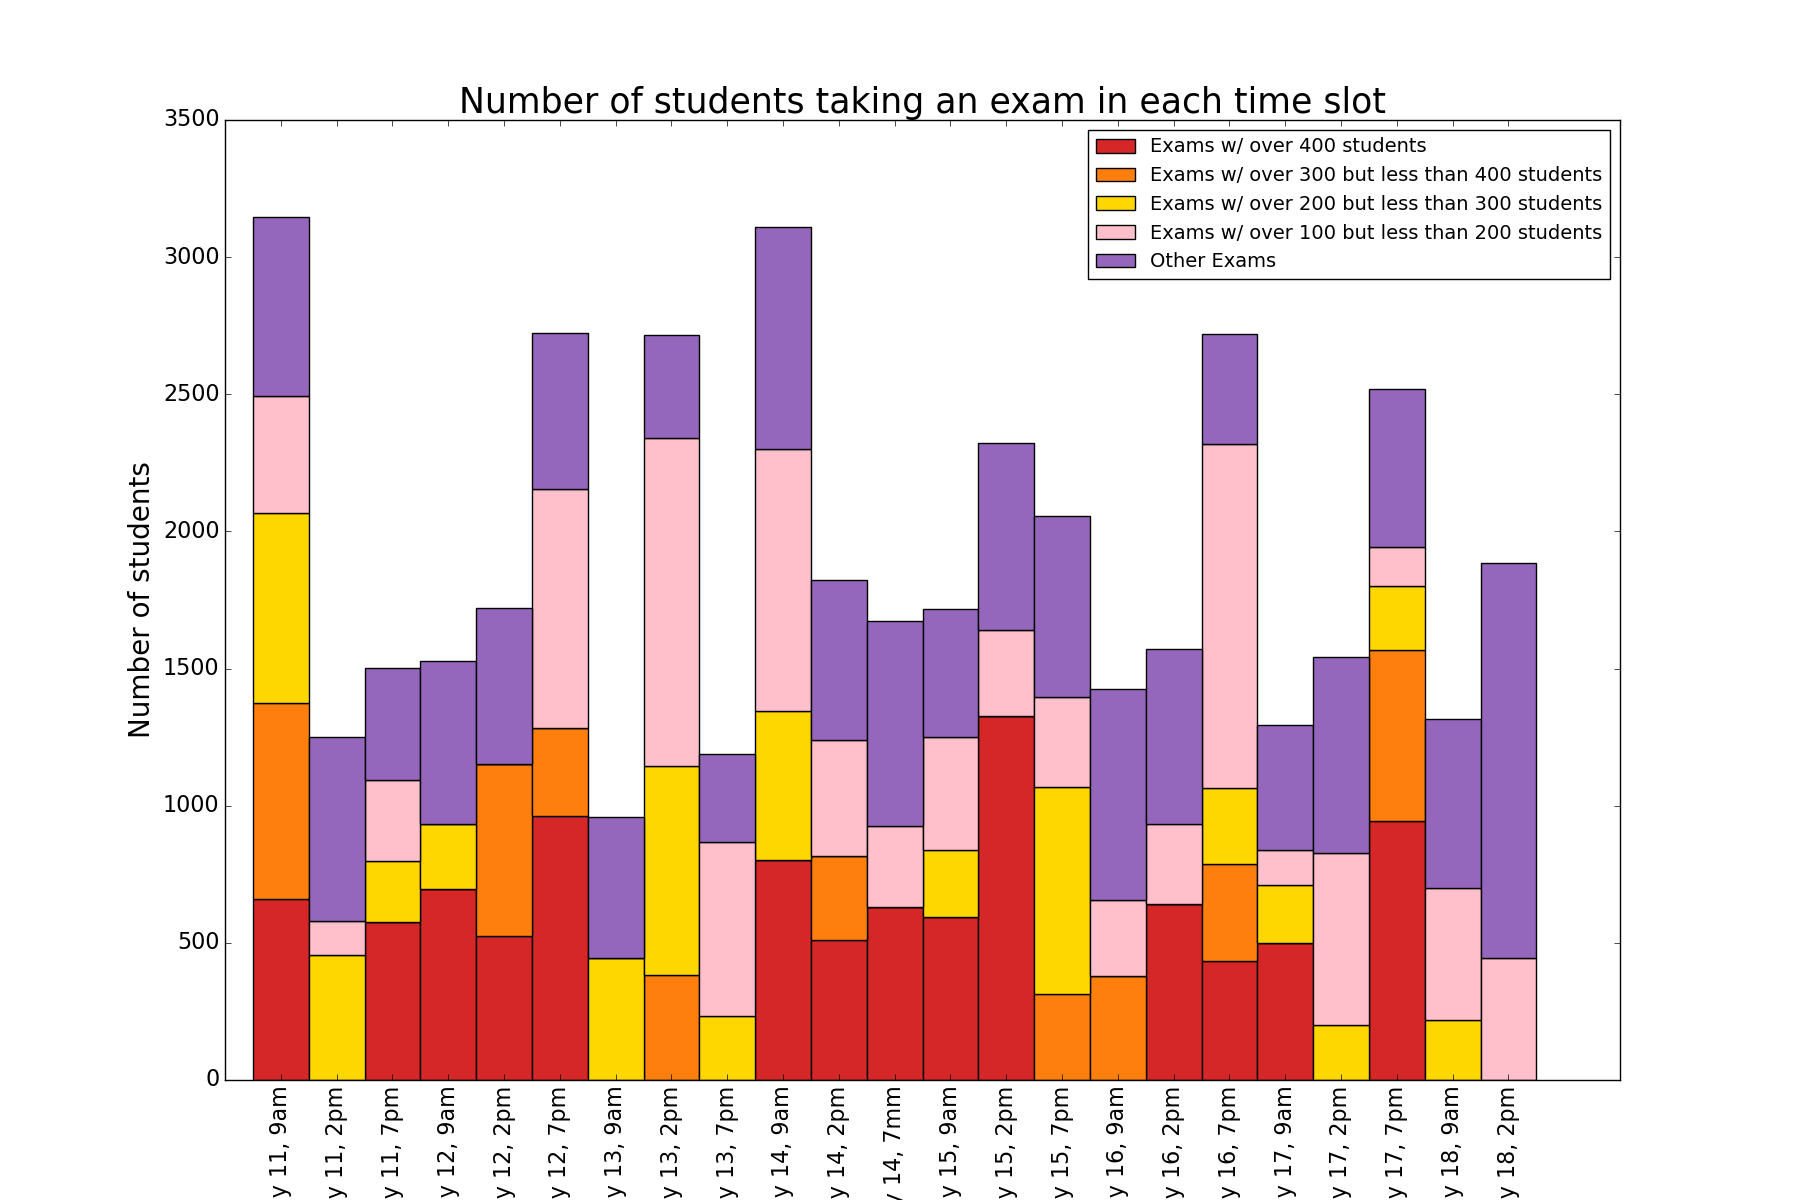 Number of students taking an exam in each time slot
Exams w/ over 400 students
Exams w/ over 300 but less than 400 students
Exams w/ over 200 but less than 300 students
Exams w/ over 100 but less than 200 students
Other Exams
Number of students
3500
3000
2500
2000
1500
1000
500
0
y 11, 9am
y 11, 2pm
y 11, 7pm
y 12, 9am
y 12, 2pm
y 12, 7pm
y 13, 9am
y 13, 2pm
y 13, 7pm
y 14, 9am
y 14, 2pm
y 14, 7mm
y 15, 9am
y 15, 2pm
y 15, 7pm
y 16, 9am
y 16, 2pm
y 16, 7pm
y 17, 9am
y 17, 2pm
y 17, 7pm
y 18, 9am
y 18, 2pm